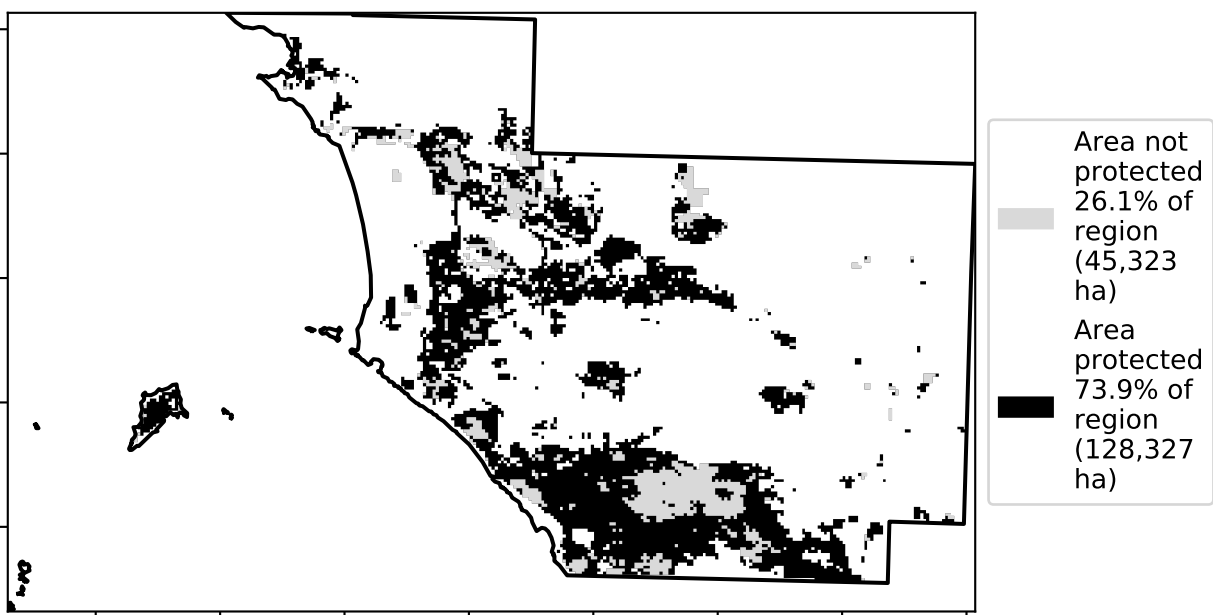 Area not
protected
26.1% of
region
(45,323
ha)
Area
protected
73.9% of
region
(128,327
ha)